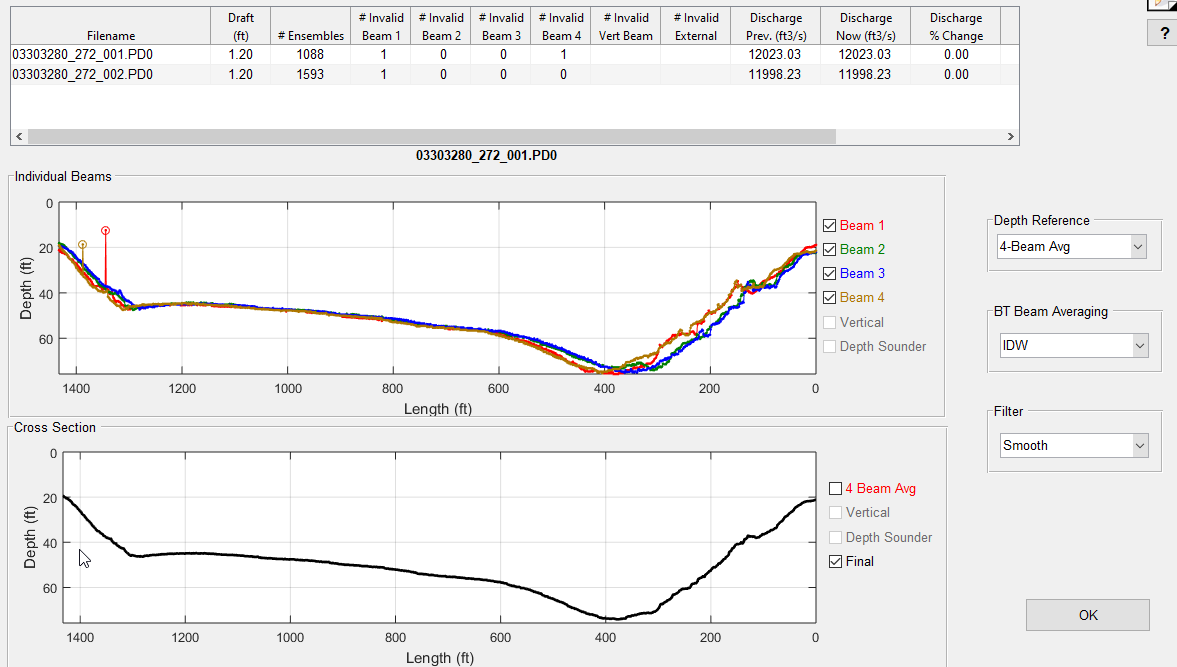 Draft # Invalid # Invalid # Invalid # Invalid # Invalid # Invalid Discharge Discharge Discharge
Filename (ft) # Ensembles Beam 1 Beam 2 Beam 3 Beam 4 Vert Beam External Prev. (ft3/s) Now (ft3/s) % Change
03303280_272_001.PD0 1.20 1088 1 0 0 1 12023.03 12023.03 0.00
03303280_272_002.PD0 1.20 1593 1 0 0 0 11998.23 11998.23 0.00
?
03303280_272_001.PD0
Individual Beams
0
20
40
60
Depth (ft)
1400 1200 1000 800 600 400 200 0
Length (ft)
Beam 1
Beam 2
Beam 3
Beam 4
Vertical
Depth Sounder
Depth Reference
4-Beam Avg
BT Beam Averaging
IDW
Filter
Smooth
Cross Section
0
20
40
60
Depth (ft)
1400 1200 1000 800 600 400 200 0
Length (ft)
4 Beam Avg
Vertical
Depth Sounder
Final
OK